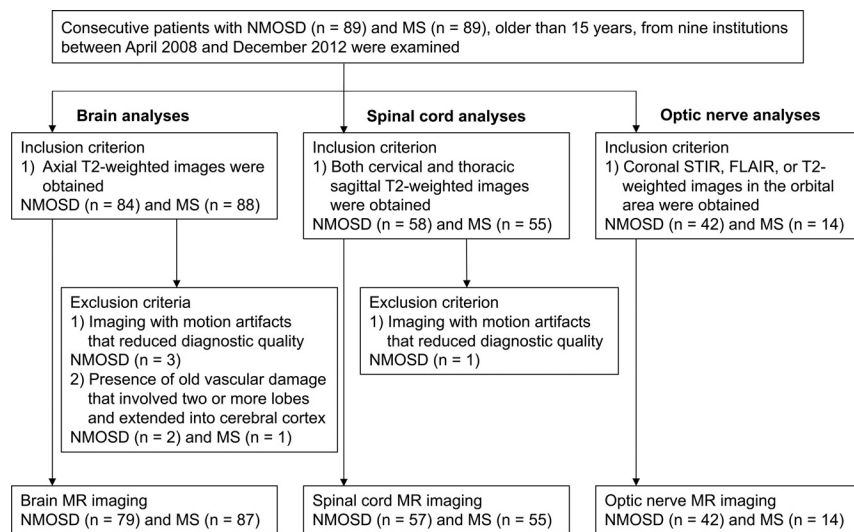 Consecutive patients with NMOSD (n = 89) and MS (n = 89), older than 15 years, from nine institutions
between April 2008 and December 2012 were examined
Brain analyses
Inclusion criterion
1) Axial T2-weighted images were
obtained
NMOSD (n = 84) and MS (n = 88)
Exclusion criteria
1) Imaging with motion artifacts
that reduced diagnostic quality
NMOSD (n = 3)
2) Presence of old vascular damage
that involved two or more lobes
and extended into cerebral cortex
NMOSD (n = 2) and MS (n = 1)
Brain MR imaging
NMOSD (n = 79) and MS (n = 87)
Spinal cord analyses
Inclusion criterion
1) Both cervical and thoracic
sagittal T2-weighted images
were obtained
NMOSD (n = 58) and MS (n = 55)
Exclusion criterion
1) Imaging with motion artifacts
that reduced diagnostic quality
NMOSD (n = 1)
Spinal cord MR imaging
NMOSD (n = 57) and MS (n = 55)
Optic nerve analyses
Inclusion criterion
1) Coronal STIR, FLAIR, or T2-
weighted images in the orbital
area were obtained
NMOSD (n = 42) and MS (n = 14)
Optic nerve MR imaging
NMOSD (n = 42) and MS (n = 14)